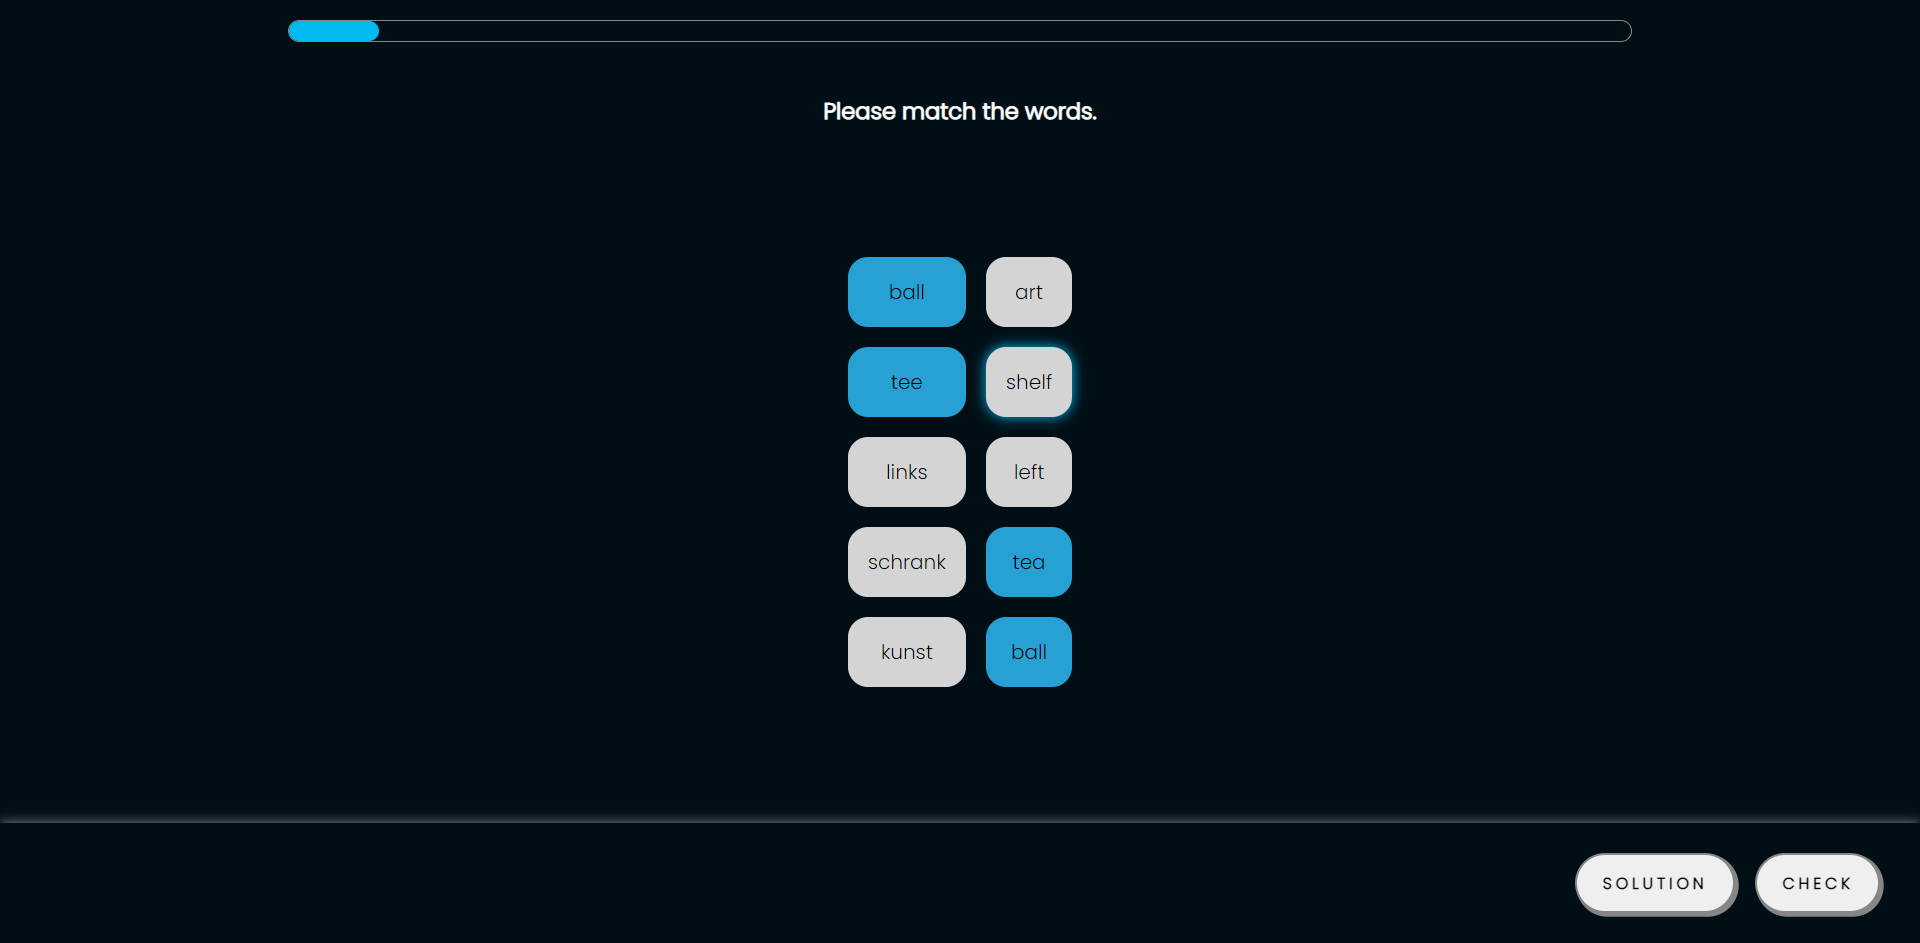 Please match the words.
ball art
tee shelf
links left
schrank tea
kunst ball
SOLUTION CHECK